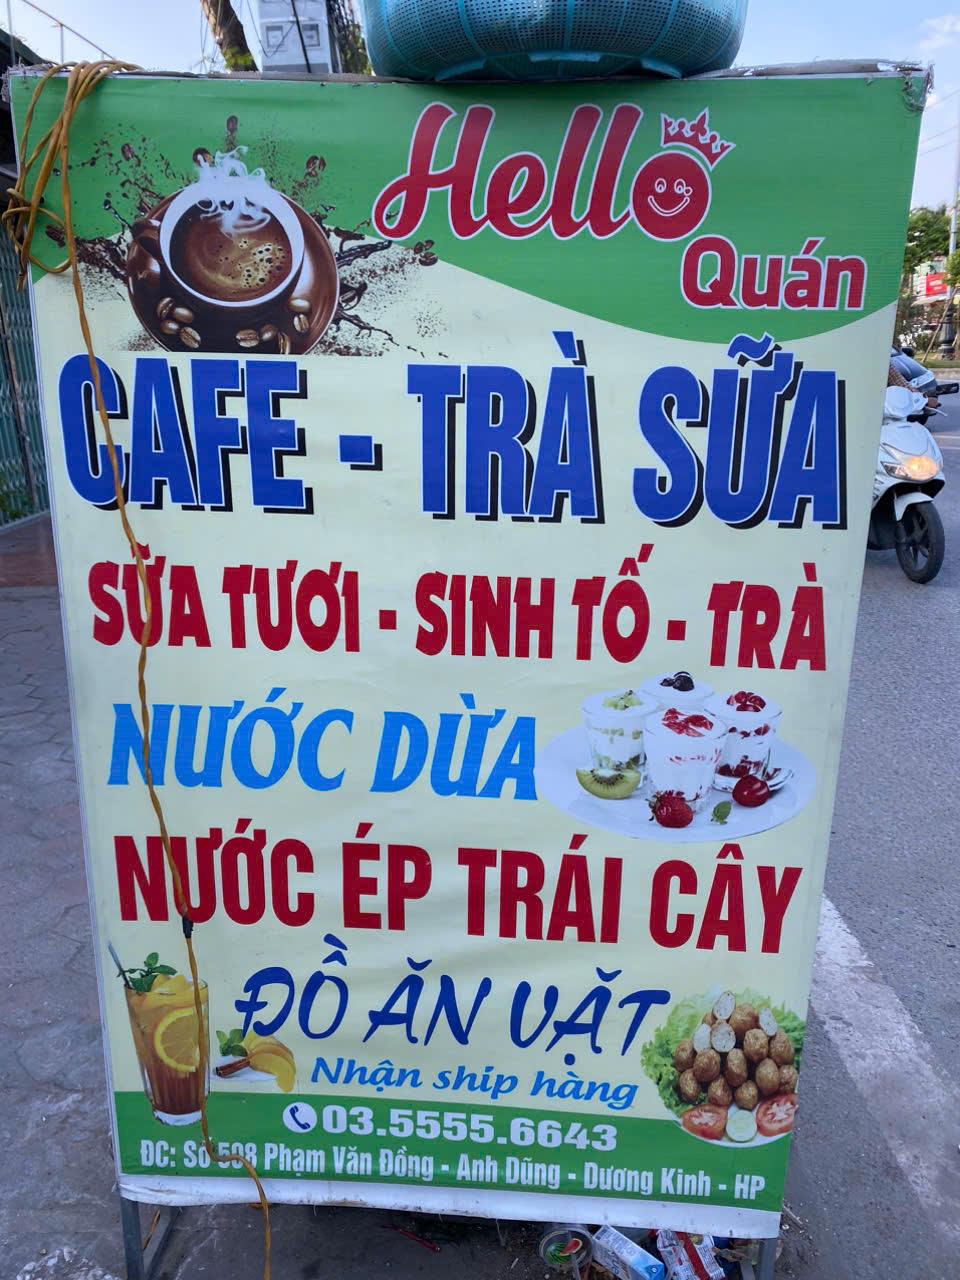 Hello
Quán
CAFE - TRÀ SỮA
SỮA TƯƠI - SINH TỐ - TRÀ
NƯỚC DỪA
NƯỚC ÉP TRÁI CÂY
ĐỒ ĂN VẶT
Nhận ship hàng
03.5555.6643
ĐC: Số 508 Phạm Văn Đồng - Anh Dũng - Dương Kinh - HP